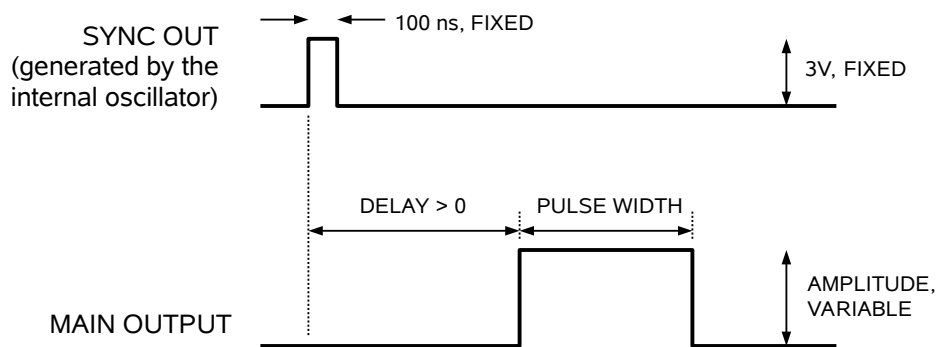 100 ns, FIXED
SYNC OUT
(generated by the
internal oscillator)
3V, FIXED
DELAY > 0
PULSE WIDTH
AMPLITUDE,
VARIABLE
MAIN OUTPUT